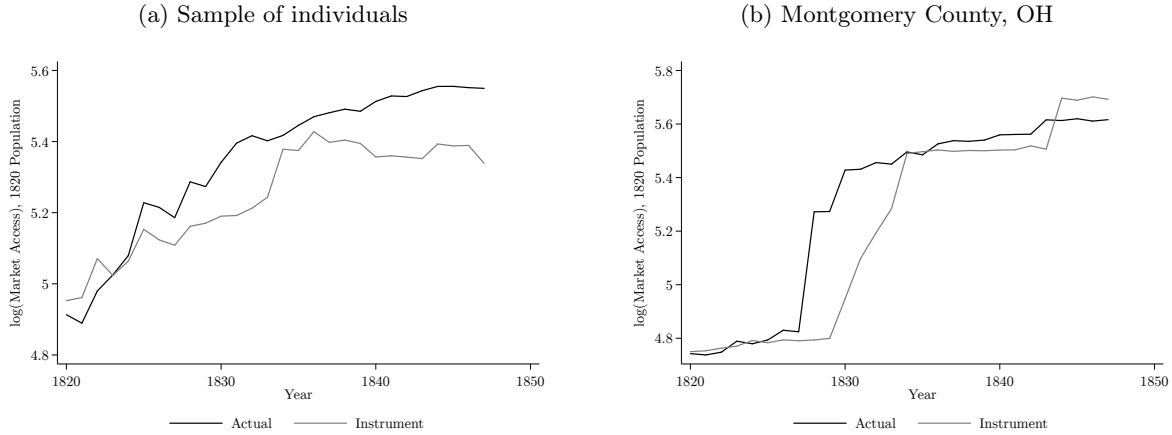 (a) Sample of individuals
log(Market Access), 1820 Population
5.6
5.4
5.2
5
4.8
1820
1830
1840
1850
Year
Actual
Instrument
(b) Montgomery County, OH
log(Market Access), 1820 Population
5.8
5.6
5.4
5.2
5
4.8
1820
1830
1840
1850
Year
Actual
Instrument